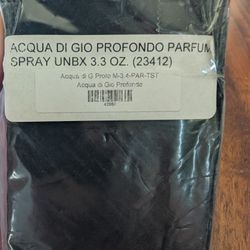 ACQUA DI GIO PROFONDO PARFUM
SPRAY UNBX 3.3 OZ. (23412)
Acqua di G Profo M-3.4-PAR-TST
Acqua di Gio Profondo